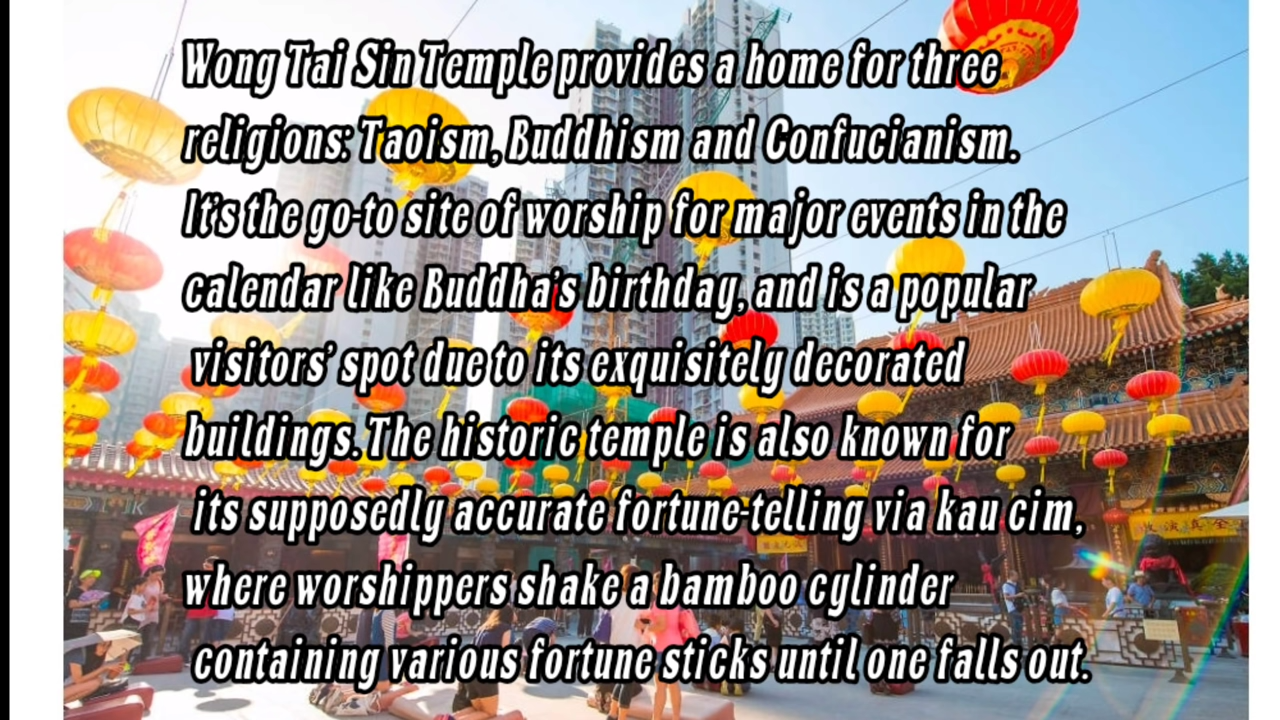 Wong Tai Sin Temple provides a home for three
religions: Taoism, Buddhism and Confucianism.
It's the go-to site of worship for major events in the
calendar like Buddha's birthday, and is a popular
visitors' spot due to its exquisitely decorated
buildings. The historic temple is also known for
its supposedly accurate fortune-telling via kau cim,
where worshippers shake a bamboo cylinder
containing various fortune sticks until one falls out.